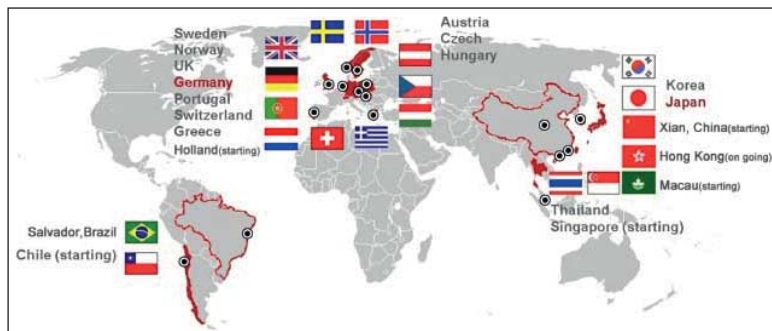 Sweden
Norway
UK
Germany
Portugal
Switzerland
Greece
Holland(starting)
Austria
Czech
Hungary
Korea
Japan
Xian, China(starting)
Hong Kong(on going)
Macau(starting)
Thailand
Singapore (starting)
Salvador,Brazil
Chile (starting)